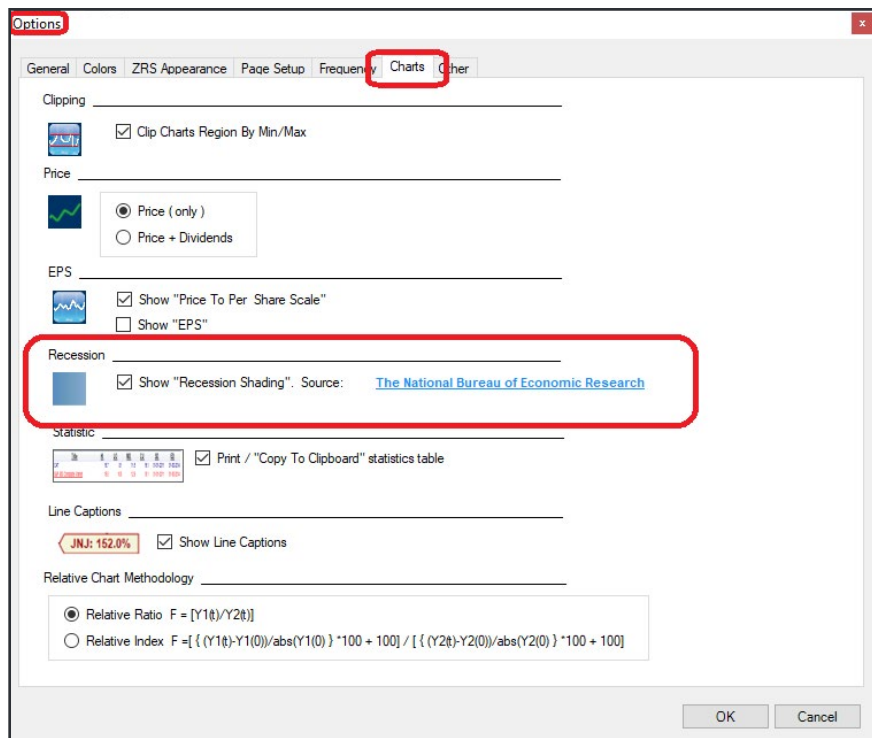 Options
x
General Colors ZRS Appearance Page Setup Frequency Charts Other
Clipping
Clip Charts Region By Min/Max
Price
Price ( only )
Price + Dividends
EPS
Show "Price To Per Share Scale"
Show "EPS"
Recession
Show "Recession Shading". Source: The National Bureau of Economic Research
Statistic
Print / "Copy To Clipboard" statistics table
Line Captions
JNJ: 152.0% Show Line Captions
Relative Chart Methodology
Relative Ratio F = [Y1(t)/Y2(t)]
Relative Index F =[ { (Y1(t)-Y1(0))/abs(Y1(0) } *100 + 100] / [ { (Y2(t)-Y2(0))/abs(Y2(0) } *100 + 100]
OK Cancel